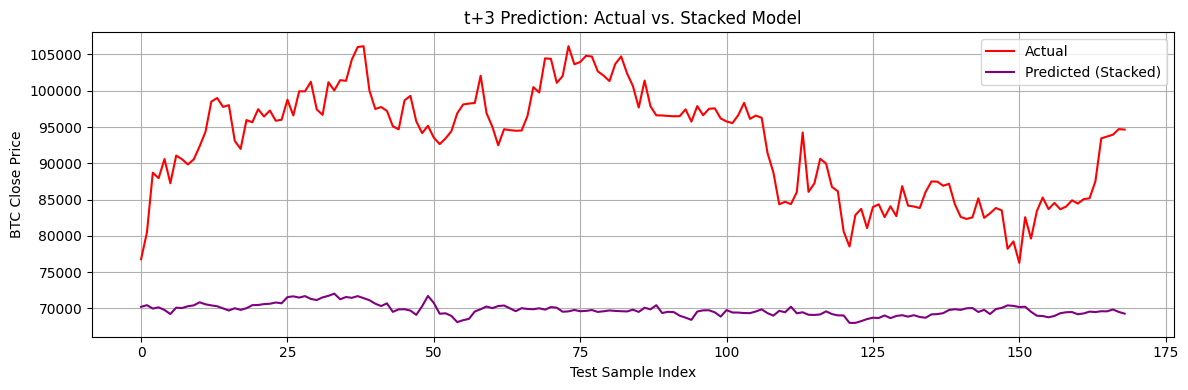 t+3 Prediction: Actual vs. Stacked Model
Actual
Predicted (Stacked)
BTC Close Price
105000
100000
95000
90000
85000
80000
75000
70000
0 25 50 75 100 125 150 175
Test Sample Index